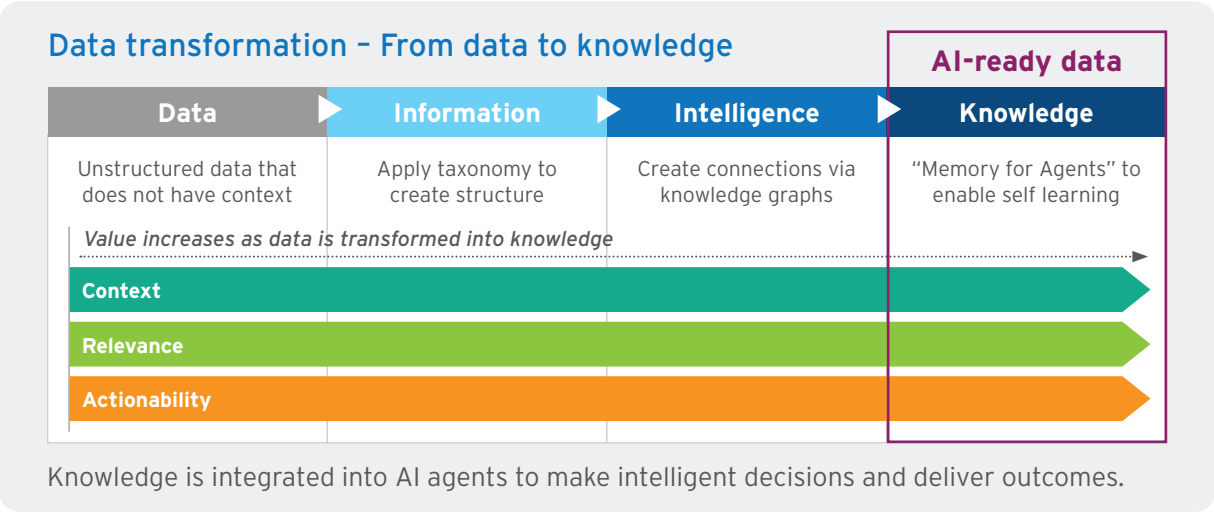 Data transformation – From data to knowledge
AI-ready data
Data
Information
Intelligence
Knowledge
Unstructured data that
does not have context
Apply taxonomy to
create structure
Create connections via
knowledge graphs
“Memory for Agents” to
enable self learning
Value increases as data is transformed into knowledge
Context
Relevance
Actionability
Knowledge is integrated into AI agents to make intelligent decisions and deliver outcomes.